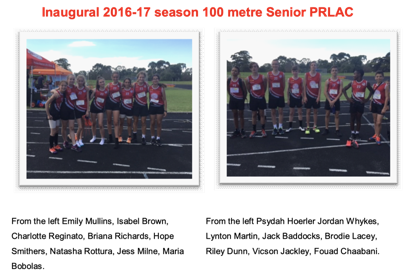 Inaugural 2016-17 season 100 metre Senior PRLAC
From the left Emily Mullins, Isabel Brown,
Charlotte Reginato, Briana Richards, Hope
Smithers, Natasha Rottura, Jess Milne, Maria
Bobolas.
From the left Psydah Hoerler Jordan Whykes,
Lynton Martin, Jack Baddocks, Brodie Lacey,
Riley Dunn, Vicson Jackley, Fouad Chaabani.